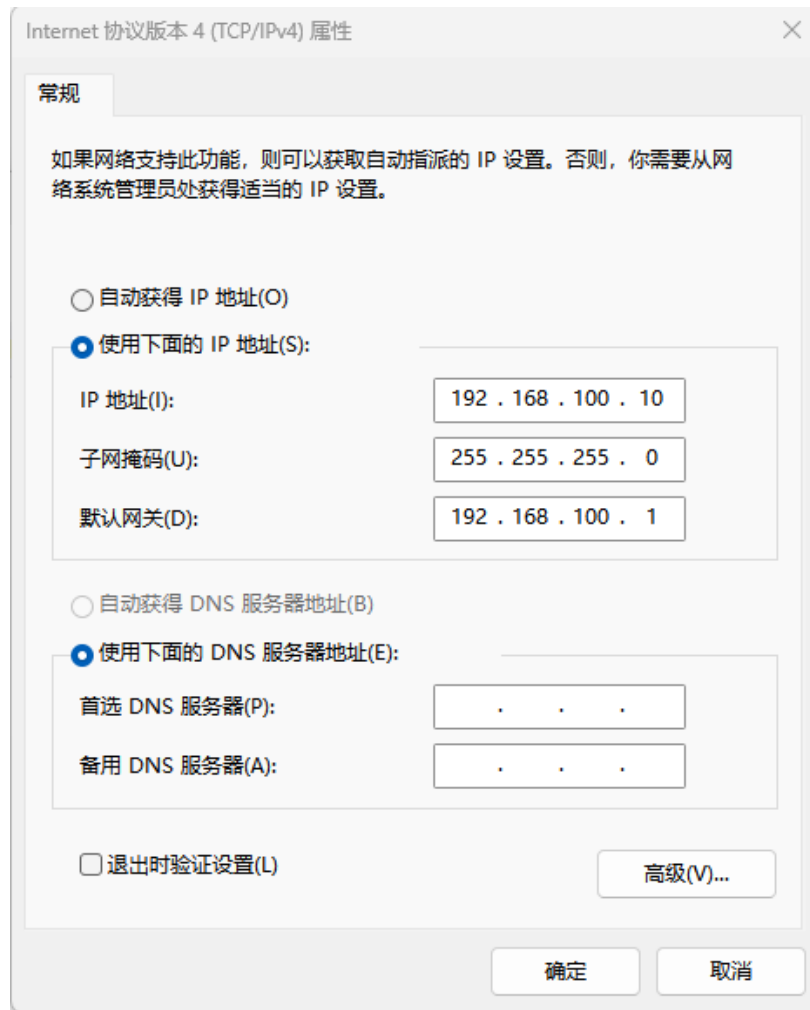 Internet 协议版本 4 (TCP/IPv4) 属性
常规
如果网络支持此功能，则可以获取自动指派的 IP 设置。否则，你需要从网
络系统管理员处获得适当的 IP 设置。
自动获得 IP 地址(O)
使用下面的 IP 地址(S):
IP 地址(I): 192 . 168 . 100 . 10
子网掩码(U): 255 . 255 . 255 . 0
默认网关(D): 192 . 168 . 100 . 1
自动获得 DNS 服务器地址(B)
使用下面的 DNS 服务器地址(E):
首选 DNS 服务器(P): . . .
备用 DNS 服务器(A): . . .
退出时验证设置(L)
高级(V)...
确定 取消